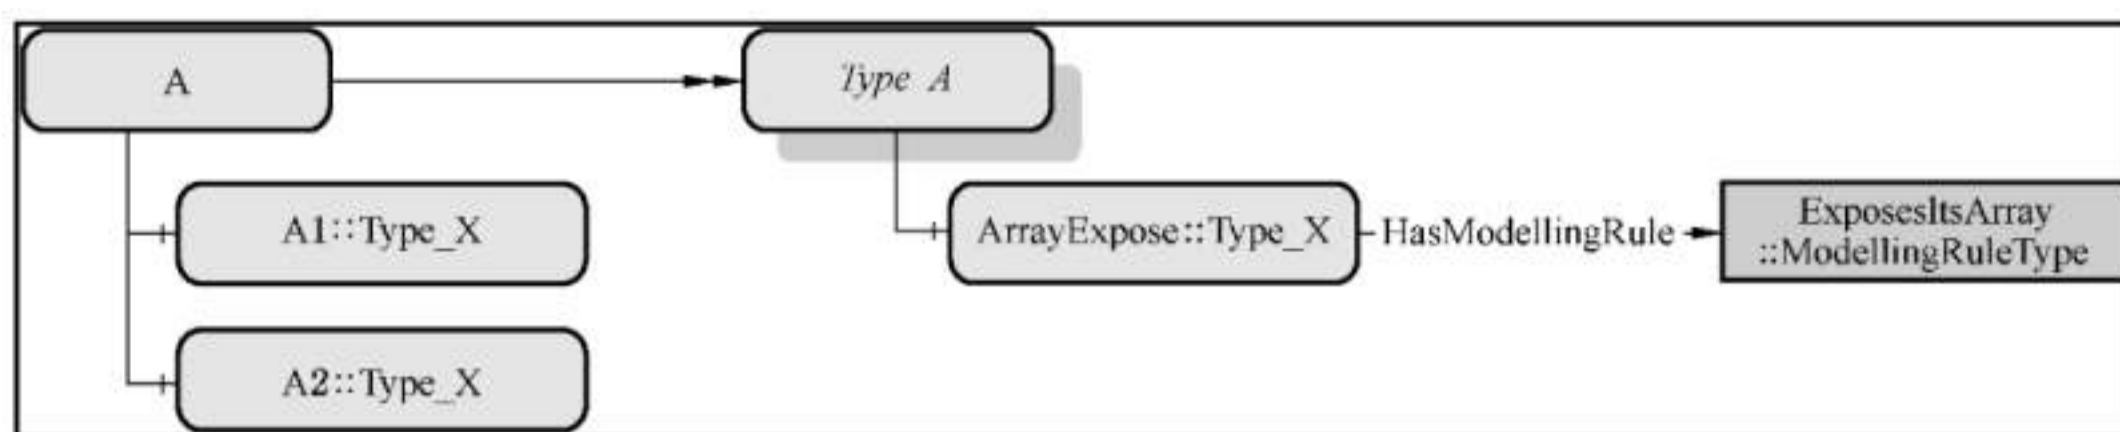 A
Type A
A1::Type_X
ArrayExpose::Type_X
HasModellingRule
ExposesItsArray
::ModellingRuleType
A2::Type_X